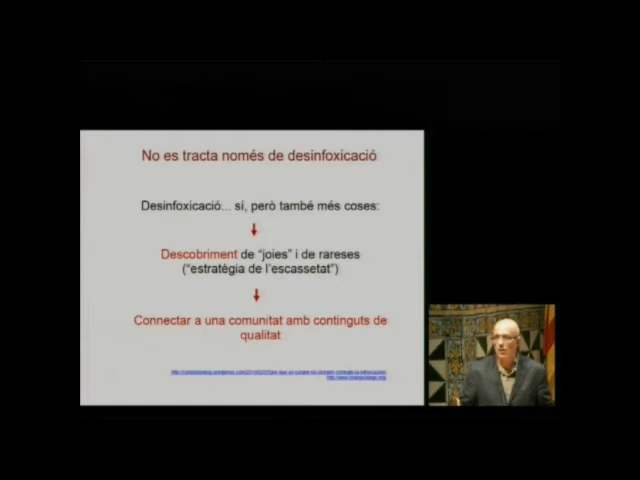 No es tracta només de desinfoxicació
Desinfoxicació... sí, però també més coses:
Descobriment de “joies” i de rareses
(“estratègia de l’escassetat”)
Connectar a una comunitat amb continguts de
qualitat